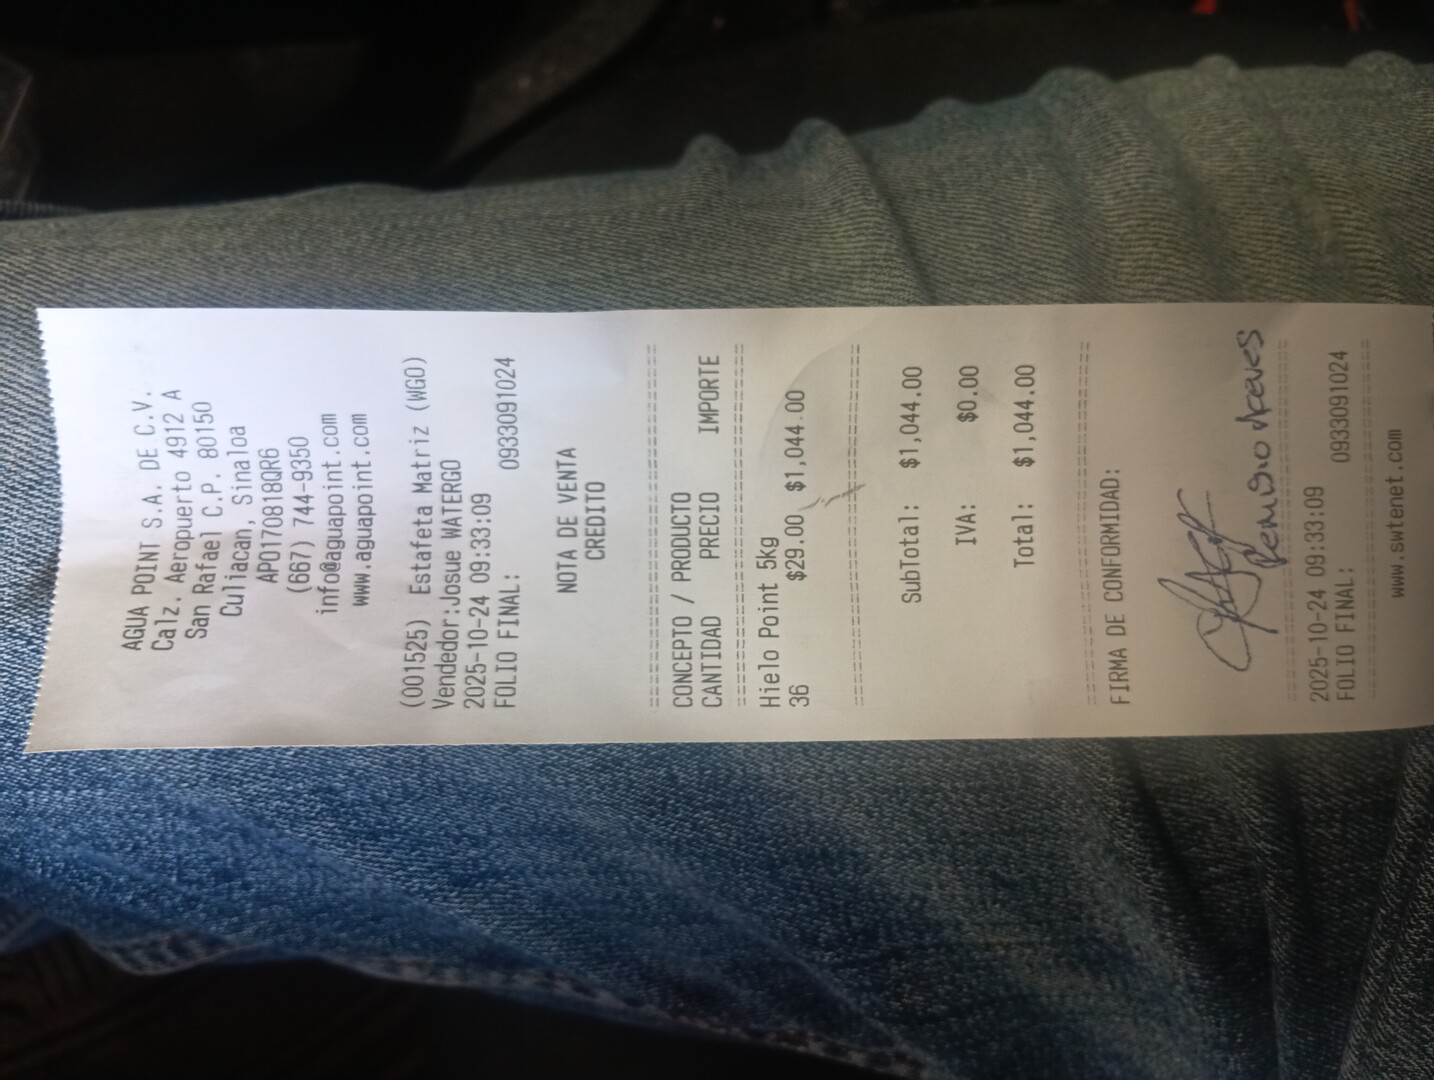 AGUA POINT S.A. DE C.V.
Calz. Aeropuerto 4912 A
San Rafael C.P. 80150
Culiacan, Sinaloa
APO170818QR6
(667) 744-9350
info@aguapoint.com
www.aguapoint.com
(001525) Estafeta Matriz (WGO)
Vendedor:Josue WATERGO
2025-10-24 09:33:09
FOLIO FINAL: 0933091024
NOTA DE VENTA
CREDITO
CONCEPTO / PRODUCTO
CANTIDAD PRECIO IMPORTE
Hielo Point 5kg
36 $29.00 $1,044.00
SubTotal: $1,044.00
IVA: $0.00
Total: $1,044.00
FIRMA DE CONFORMIDAD:
2025-10-24 09:33:09
FOLIO FINAL: 0933091024
www.swtenet.com